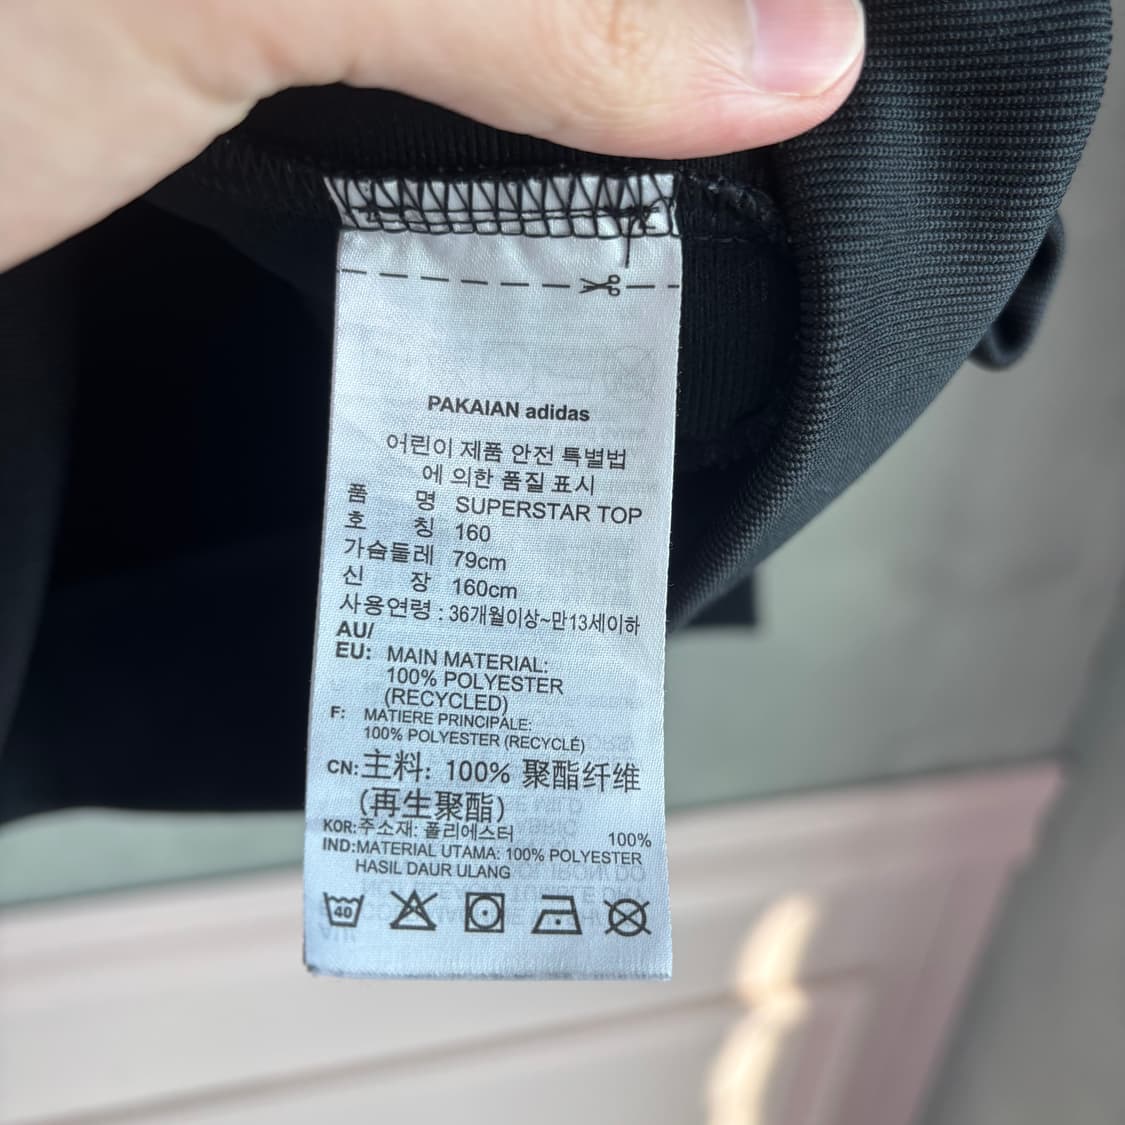 PAKAIAN adidas
어린이 제품 안전 특별법
에 의한 품질 표시
품 명 SUPERSTAR TOP
호 칭 160
가슴둘레 79cm
신 장 160cm
사용연령 : 36개월이상~만13세이하
AU/
EU: MAIN MATERIAL:
100% POLYESTER
(RECYCLED)
F: MATIERE PRINCIPALE:
100% POLYESTER (RECYCLÉ)
CN:主料: 100% 聚酯纤维
(再生聚酯)
KOR:주소재: 폴리에스터 100%
IND:MATERIAL UTAMA: 100% POLYESTER
HASIL DAUR ULANG
40